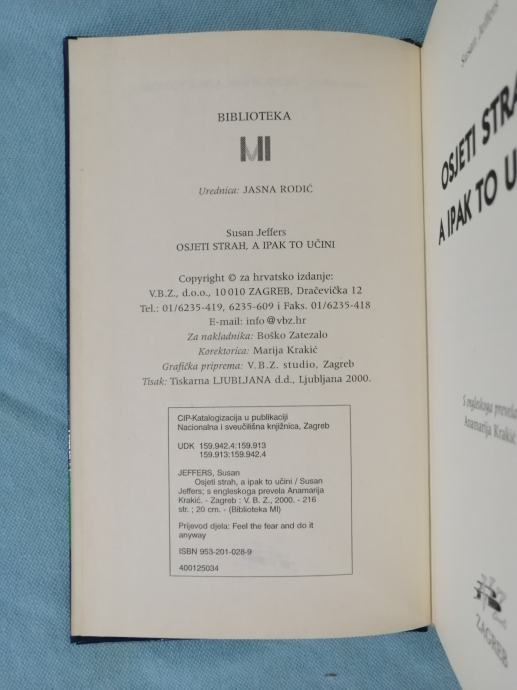 BIBLIOTEKA
MI
Urednica: JASNA RODIĆ
Susan Jeffers
OSJETI STRAH, A IPAK TO UČINI
Copyright © za hrvatsko izdanje:
V.B.Z., d.o.o., 10 010 ZAGREB, Dračevička 12
Tel.: 01/6235-419, 6235-609 i Faks. 01/6235-418
E-mail: info@vbz.hr
Za nakladnika: Boško Zatezalo
Korektorica: Marija Krakić
Grafička priprema: V.B.Z. studio, Zagreb
Tisak: Tiskarna LJUBLJANA d.d., Ljubljana 2000.
CIP-Katalogizacija u publikaciji
Nacionalna i sveučilišna knjižnica, Zagreb
UDK 159.942.4:159.913
159.913:159.942.4
JEFFERS, Susan
Osjeti strah, a ipak to učini / Susan
Jeffers; s engleskoga prevela Anamarija
Krakić. - Zagreb : V. B. Z., 2000. - 216
str. ; 20 cm. - (Biblioteka MI)
Prijevod djela: Feel the fear and do it
anyway
ISBN 953-201-028-9
400125034
Susan Jeffers
OSJETI STRA
A IPAK TO U
S engleskoga prevela
Anamarija Krakić
ZAGREB